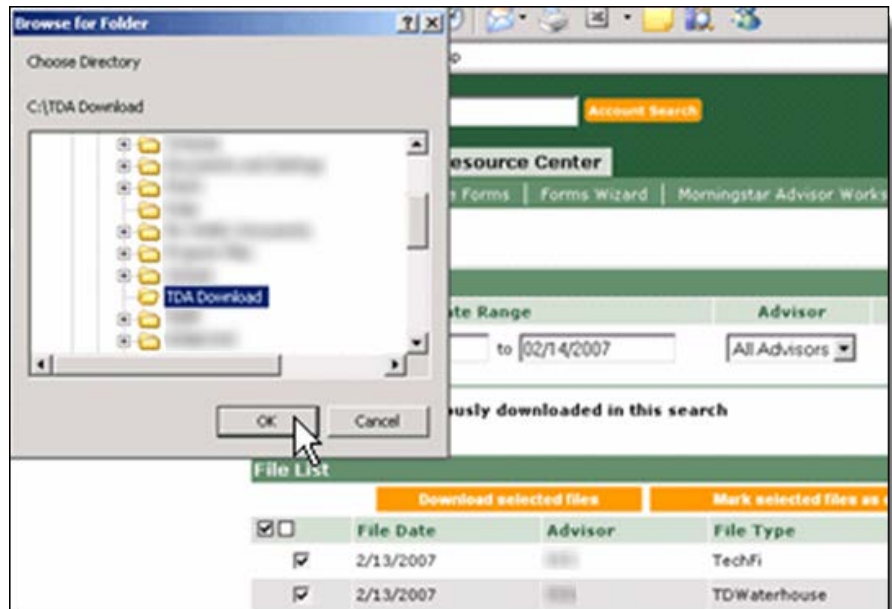 Browse for Folder
Choose Directory
C:\TDA Download
TDA Download
OK
Cancel
Account Search
esource Center
Forms | Forms Wizard | Morningstar Advisor Works
te Range
Advisor
to 02/14/2007
All Advisors
usly downloaded in this search
File List
Download selected files
Mark selected files as
File Date
Advisor
File Type
2/13/2007
TechFi
2/13/2007
TDWaterhouse